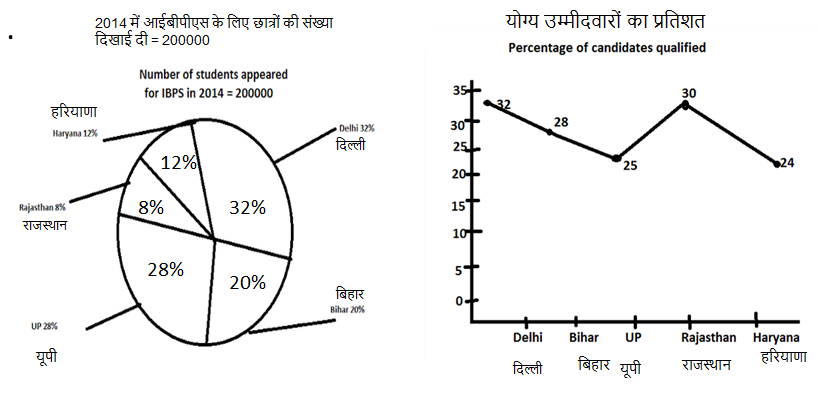 2014 में आईबीपीएस के लिए छात्रों की संख्या
दिखाई दी = 200000
Number of students appeared
for IBPS in 2014 = 200000
हरियाणा
Haryana 12%
Delhi 32%
दिल्ली
12%
Rajasthan 8%
राजस्थान
8%
32%
28%
20%
बिहार
Bihar 20%
UP 28%
यूपी
योग्य उम्मीदवारों का प्रतिशत
Percentage of candidates qualified
35
30
25
20
15
10
5
0
32
28
25
30
24
Delhi Bihar UP Rajasthan Haryana
दिल्ली बिहार यूपी राजस्थान हरियाणा